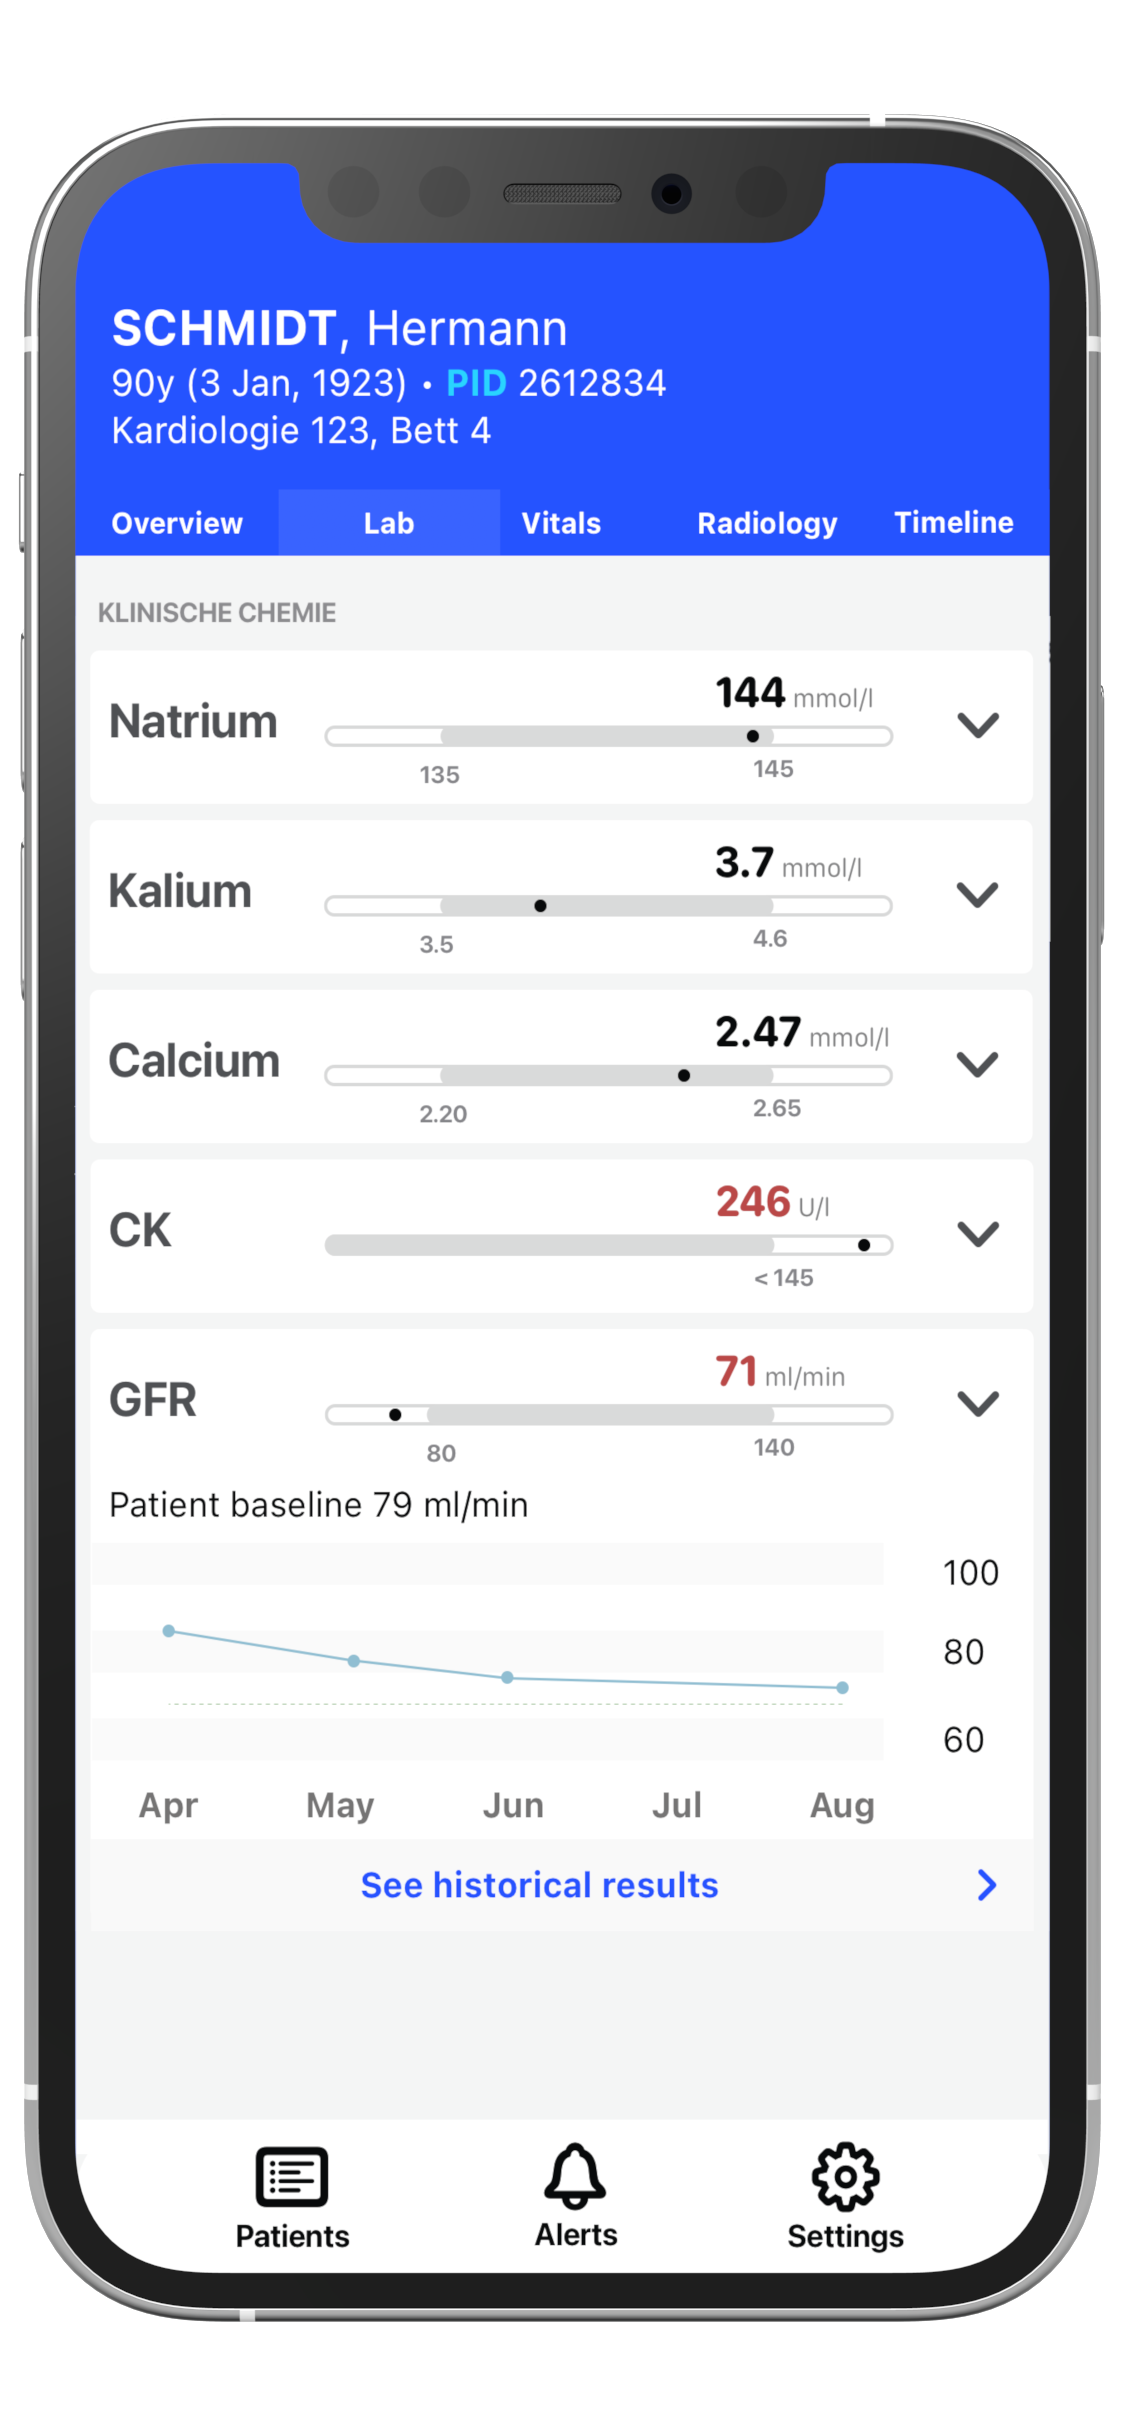 SCHMIDT, Hermann
90y (3 Jan, 1923) • PID 2612834
Kardiologie 123, Bett 4
Overview Lab Vitals Radiology Timeline
KLINISCHE CHEMIE
Natrium
144 mmol/l
135 145
Kalium
3.7 mmol/l
3.5 4.6
Calcium
2.47 mmol/l
2.20 2.65
CK
246 U/l
<145
GFR
71 ml/min
80 140
Patient baseline 79 ml/min
100
80
60
Apr May Jun Jul Aug
See historical results
Patients Alerts Settings